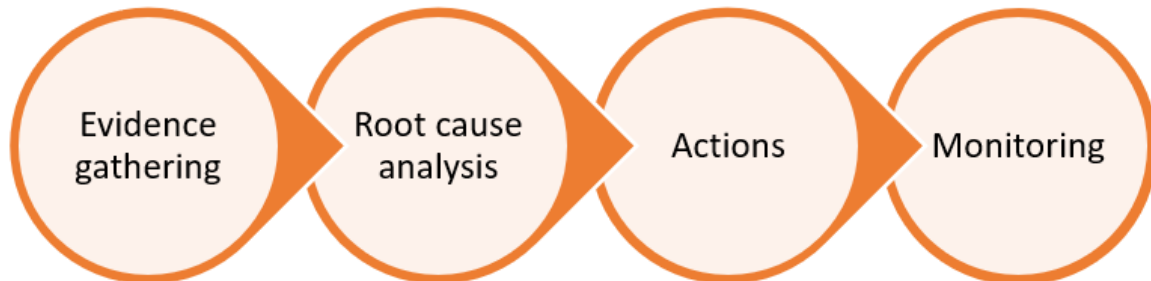 Evidence
gathering
Root cause
analysis
Actions
Monitoring